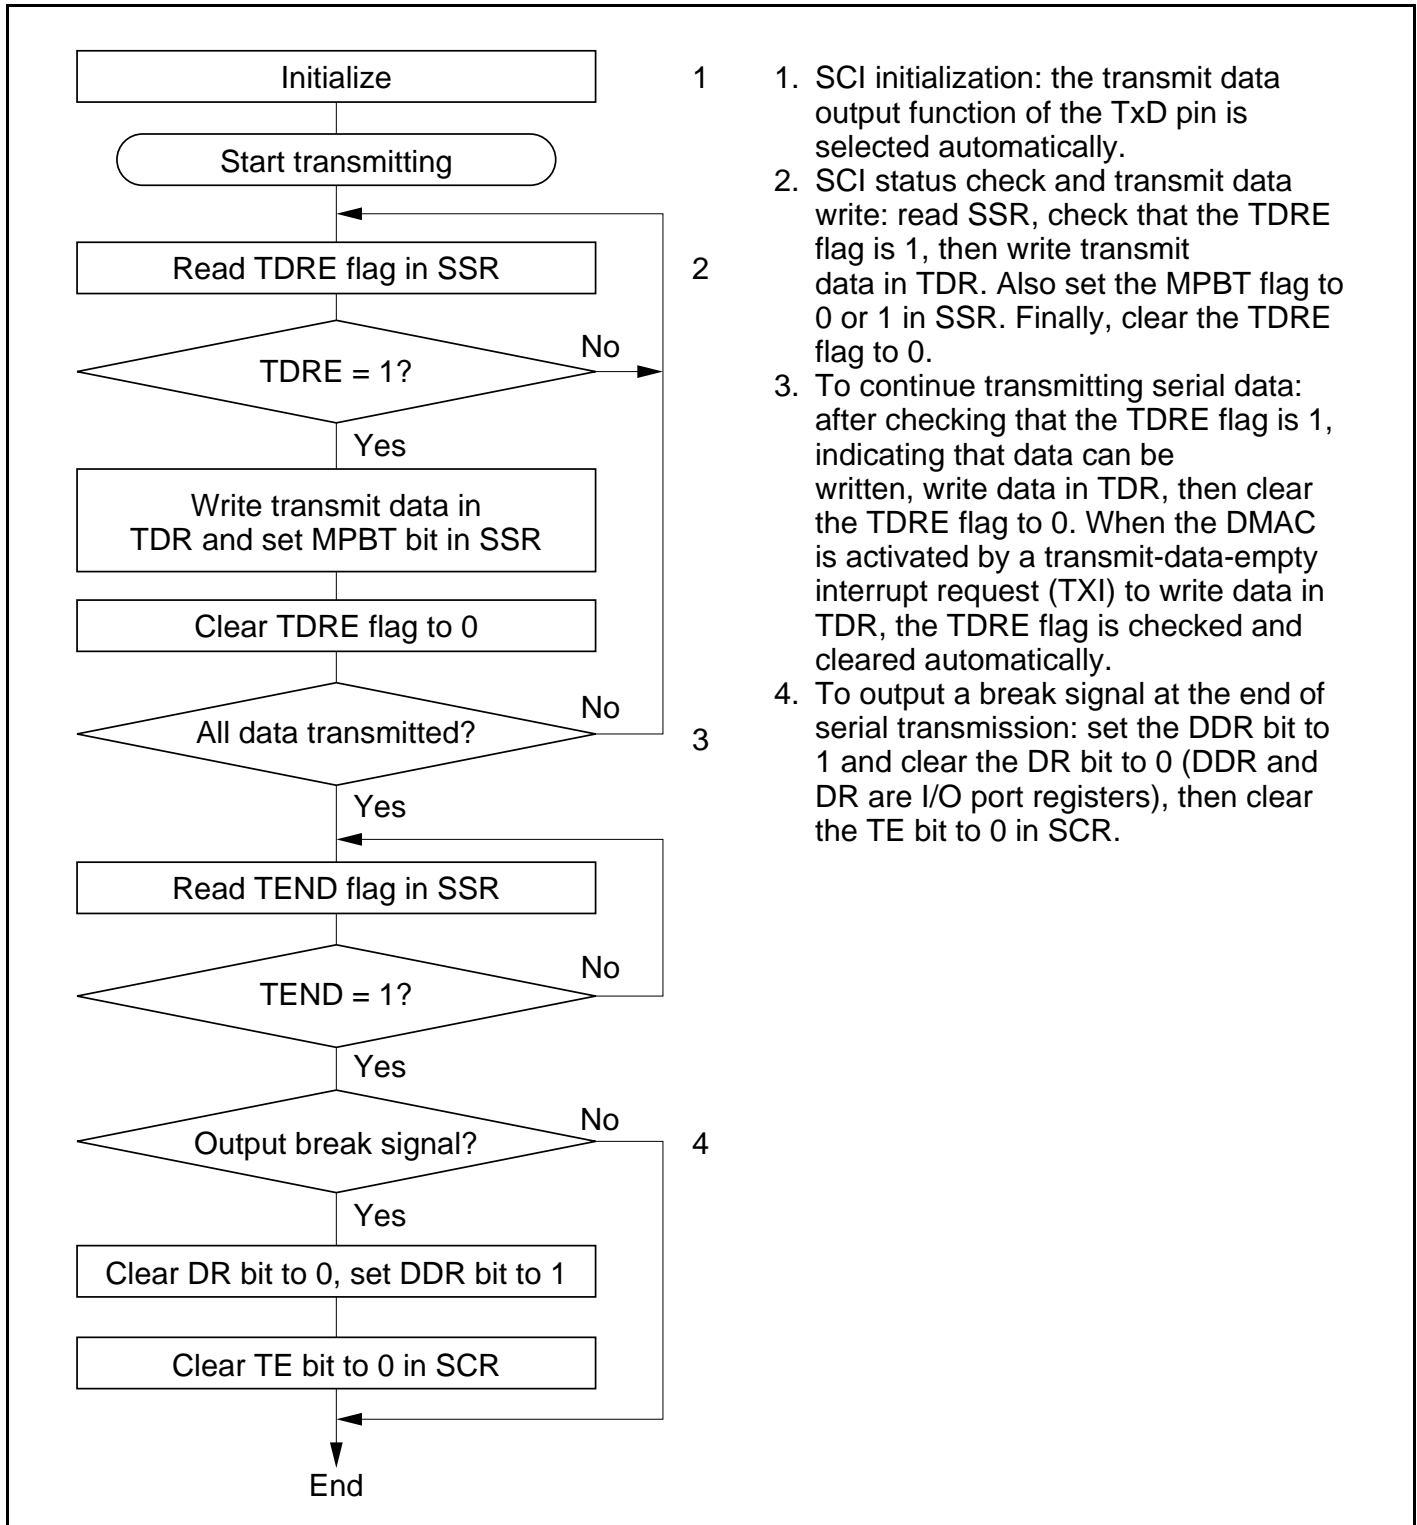 Initialize
1
Start transmitting
Read TDRE flag in SSR
2
TDRE = 1?
No
Yes
Write transmit data in
TDR and set MPBT bit in SSR
Clear TDRE flag to 0
All data transmitted?
No
3
Yes
Read TEND flag in SSR
TEND = 1?
No
Yes
Output break signal?
No
4
Yes
Clear DR bit to 0, set DDR bit to 1
Clear TE bit to 0 in SCR
End
1. SCI initialization: the transmit data
output function of the TxD pin is
selected automatically.
2. SCI status check and transmit data
write: read SSR, check that the TDRE
flag is 1, then write transmit
data in TDR. Also set the MPBT flag to
0 or 1 in SSR. Finally, clear the TDRE
flag to 0.
3. To continue transmitting serial data:
after checking that the TDRE flag is 1,
indicating that data can be
written, write data in TDR, then clear
the TDRE flag to 0. When the DMAC
is activated by a transmit-data-empty
interrupt request (TXI) to write data in
TDR, the TDRE flag is checked and
cleared automatically.
4. To output a break signal at the end of
serial transmission: set the DDR bit to
1 and clear the DR bit to 0 (DDR and
DR are I/O port registers), then clear
the TE bit to 0 in SCR.